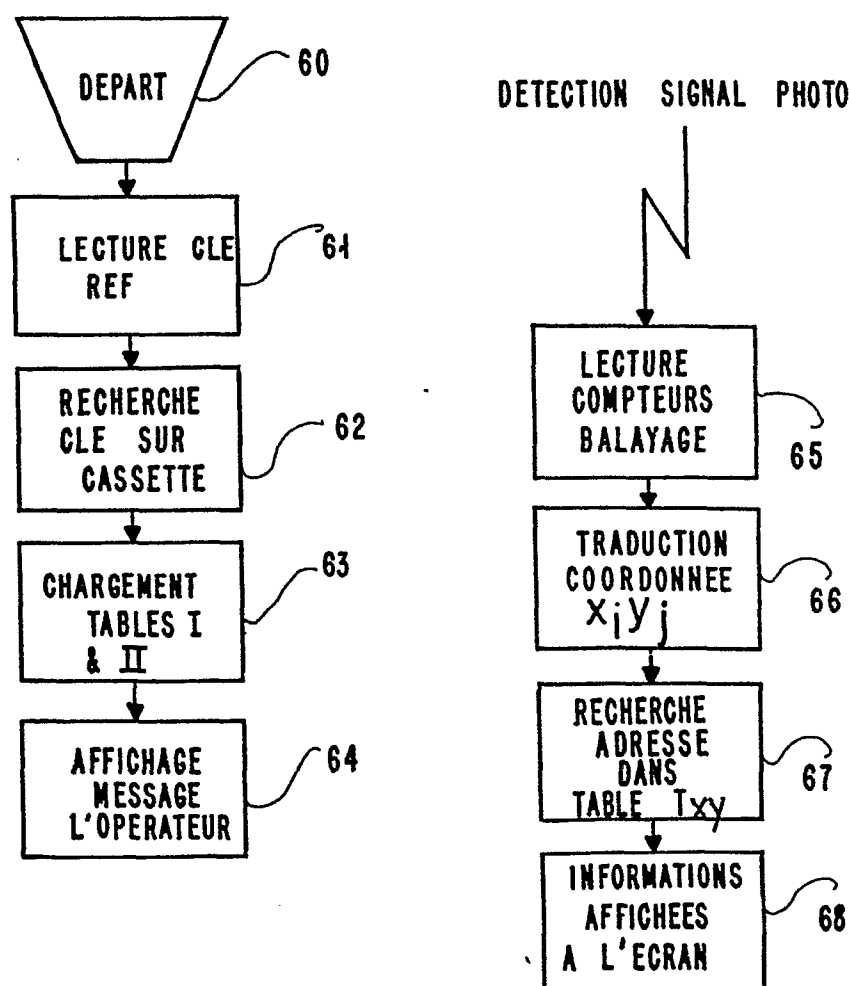 DEPART
60
LECTURE CLE
REF
61
RECHERCHE
CLE SUR
CASSETTE
62
CHARGEMENT
TABLES I
& II
63
AFFICHAGE
MESSAGE
L'OPERATEUR
64
DETECTION SIGNAL PHOTO
LECTURE
COMPTEURS
BALAYAGE
65
TRADUCTION
COORDONNEE
xiyj
66
RECHERCHE
ADRESSE
DANS
TABLE Txy
67
INFORMATIONS
AFFICHEES
A L'ECRAN
68